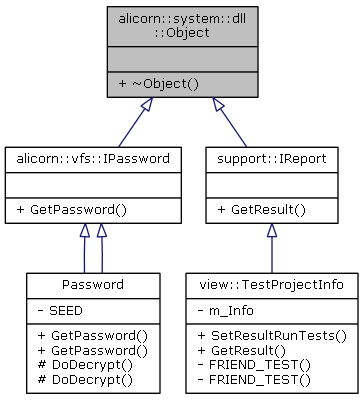 alicorn::system::dll
::Object
+ ~Object()
alicorn::vfs::IPassword
+ GetPassword()
support::IReport
+ GetResult()
Password
- SEED
+ GetPassword()
+ GetPassword()
# DoDecrypt()
# DoDecrypt()
view::TestProjectInfo
- m_Info
+ SetResultRunTests()
+ GetResult()
- FRIEND_TEST()
- FRIEND_TEST()